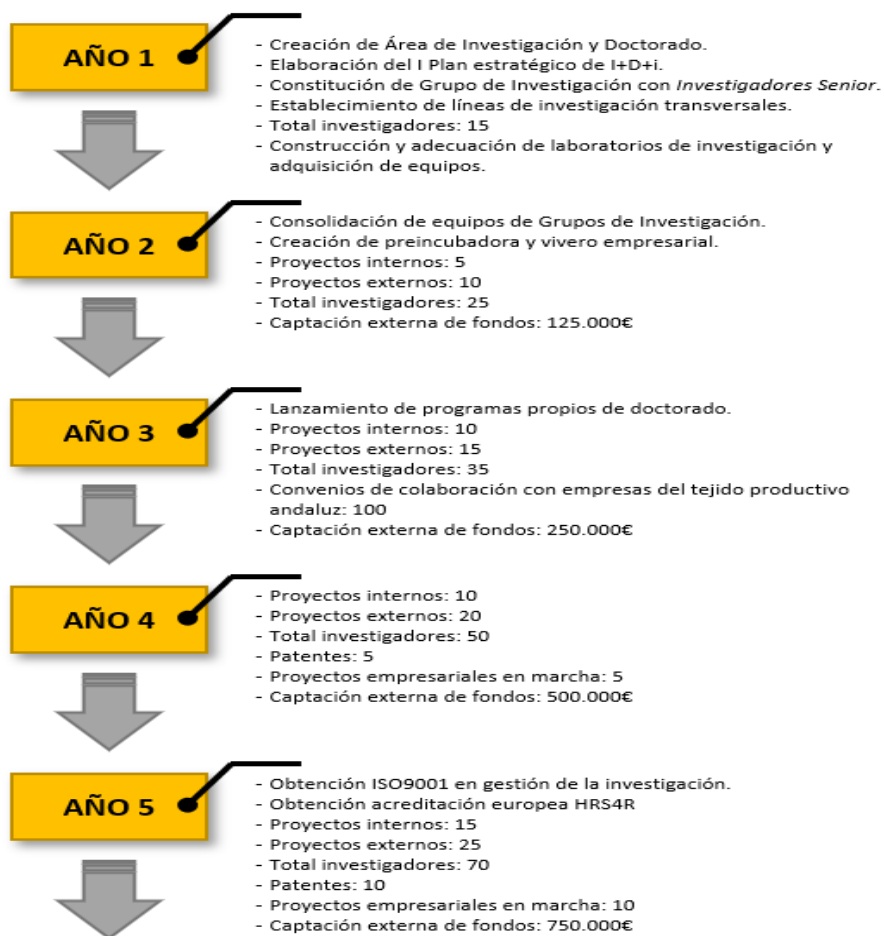 AÑO 1
- Creación de Área de Investigación y Doctorado.
- Elaboración del I Plan estratégico de I+D+i.
- Constitución de Grupo de Investigación con Investigadores Senior.
- Establecimiento de líneas de investigación transversales.
- Total investigadores: 15
- Construcción y adecuación de laboratorios de investigación y
adquisición de equipos.
AÑO 2
- Consolidación de equipos de Grupos de Investigación.
- Creación de preincubadora y vivero empresarial.
- Proyectos internos: 5
- Proyectos externos: 10
- Total investigadores: 25
- Captación externa de fondos: 125.000€
AÑO 3
- Lanzamiento de programas propios de doctorado.
- Proyectos internos: 10
- Proyectos externos: 15
- Total investigadores: 35
- Convenios de colaboración con empresas del tejido productivo
andaluz: 100
- Captación externa de fondos: 250.000€
AÑO 4
- Proyectos internos: 10
- Proyectos externos: 20
- Total investigadores: 50
- Patentes: 5
- Proyectos empresariales en marcha: 5
- Captación externa de fondos: 500.000€
AÑO 5
- Obtención ISO9001 en gestión de la investigación.
- Obtención acreditación europea HRS4R
- Proyectos internos: 15
- Proyectos externos: 25
- Total investigadores: 70
- Patentes: 10
- Proyectos empresariales en marcha: 10
- Captación externa de fondos: 750.000€